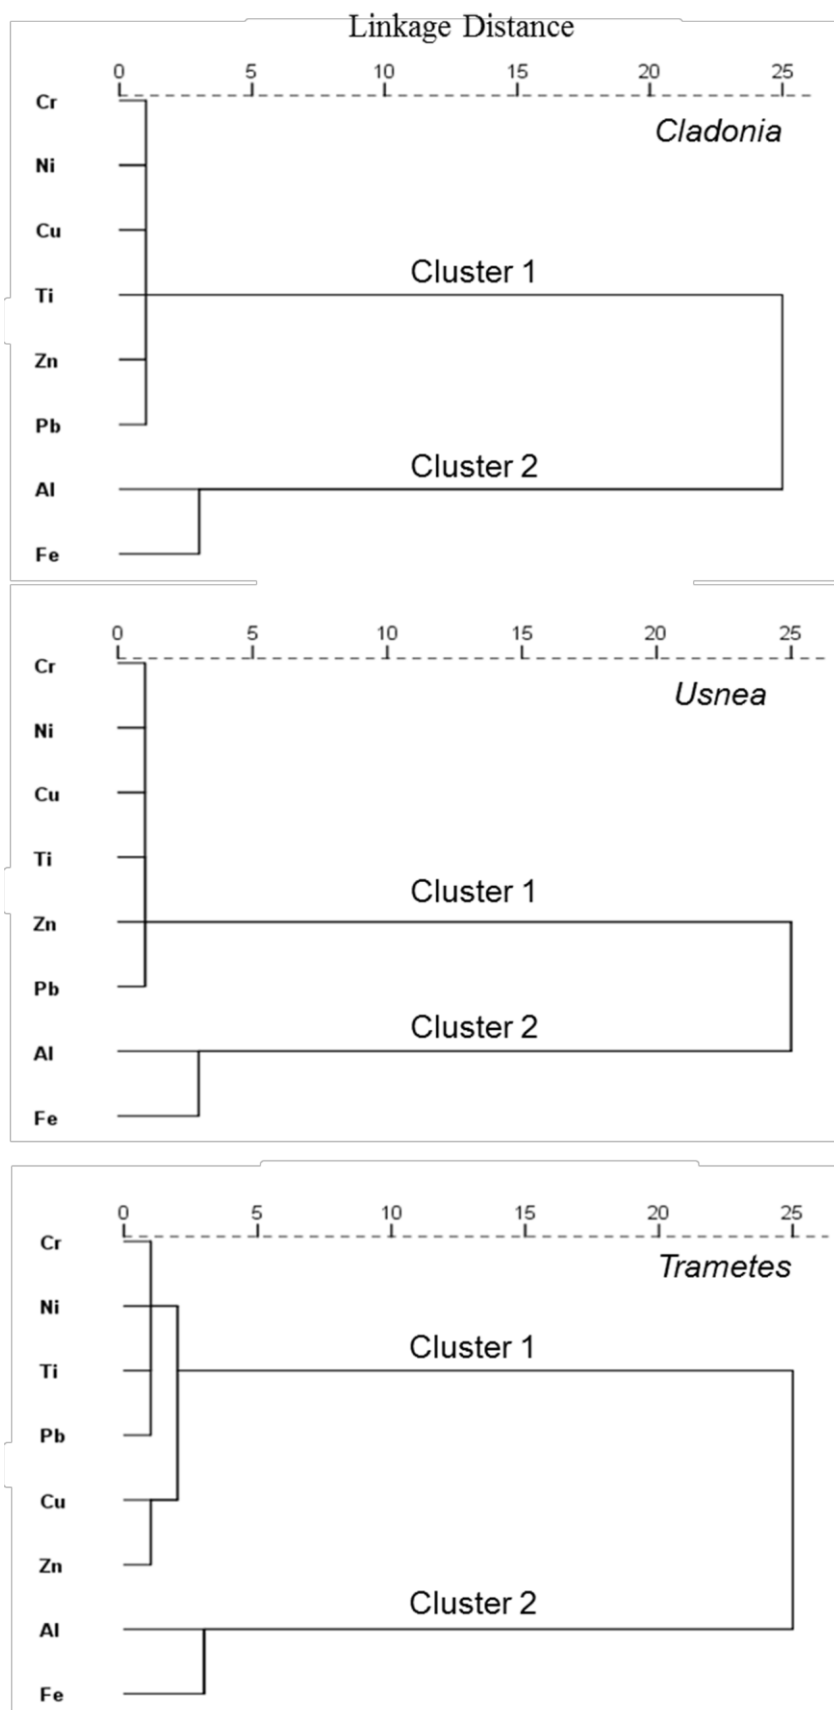 Linkage Distance
0 5 10 15 20 25
Cr
Cladonia
Ni
Cu
Cluster 1
Ti
Zn
Pb
Cluster 2
Al
Fe
0 5 10 15 20 25
Cr
Usnea
Ni
Cu
Ti
Cluster 1
Zn
Pb
Cluster 2
Al
Fe
0 5 10 15 20 25
Cr
Trametes
Ni
Cluster 1
Ti
Pb
Cu
Zn
Cluster 2
Al
Fe